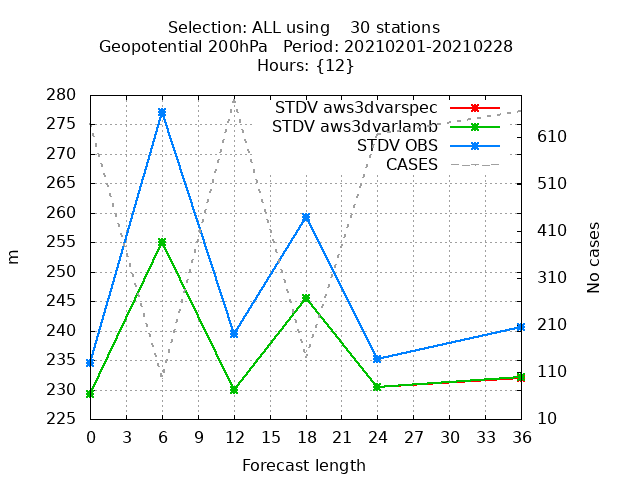 Selection: ALL using    30 stations
Geopotential 200hPa   Period: 20210201-20210228
Hours: {12}
STDV aws3dvarspec
STDV aws3dvarlamb
STDV OBS
CASES
280
275
270
265
260
255
250
245
240
235
230
225
m
610
510
410
310
210
110
10
No cases
0 3 6 9 12 15 18 21 24 27 30 33 36
Forecast length